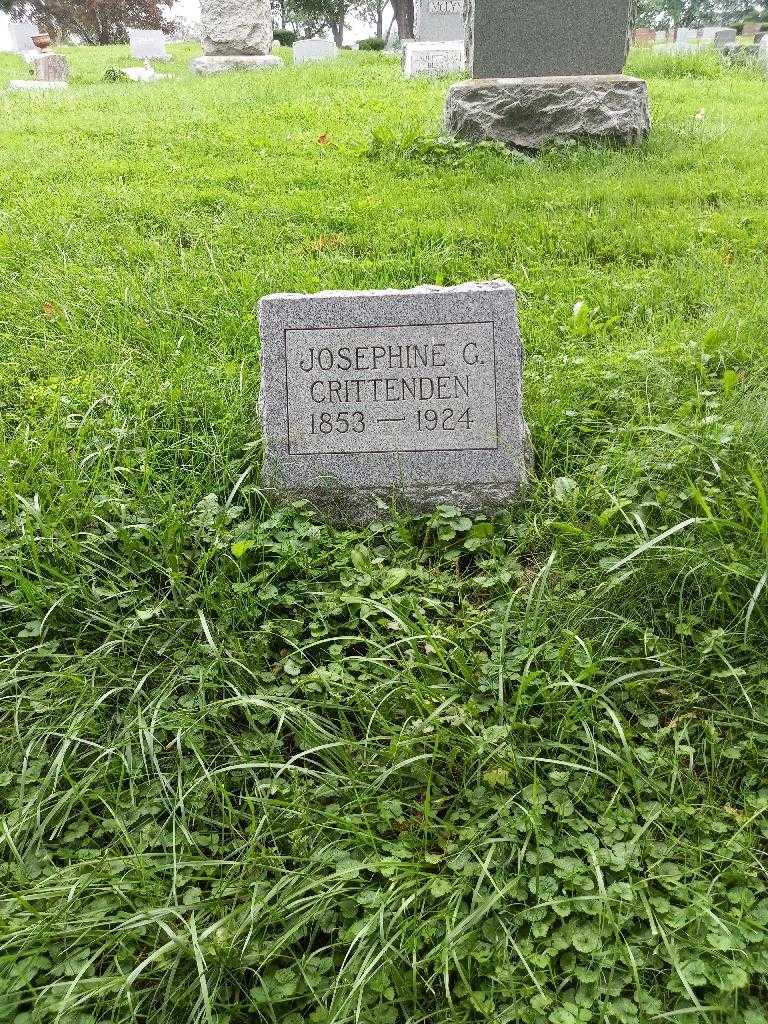 JOSEPHINE G.
CRITTENDEN
1853 — 1924